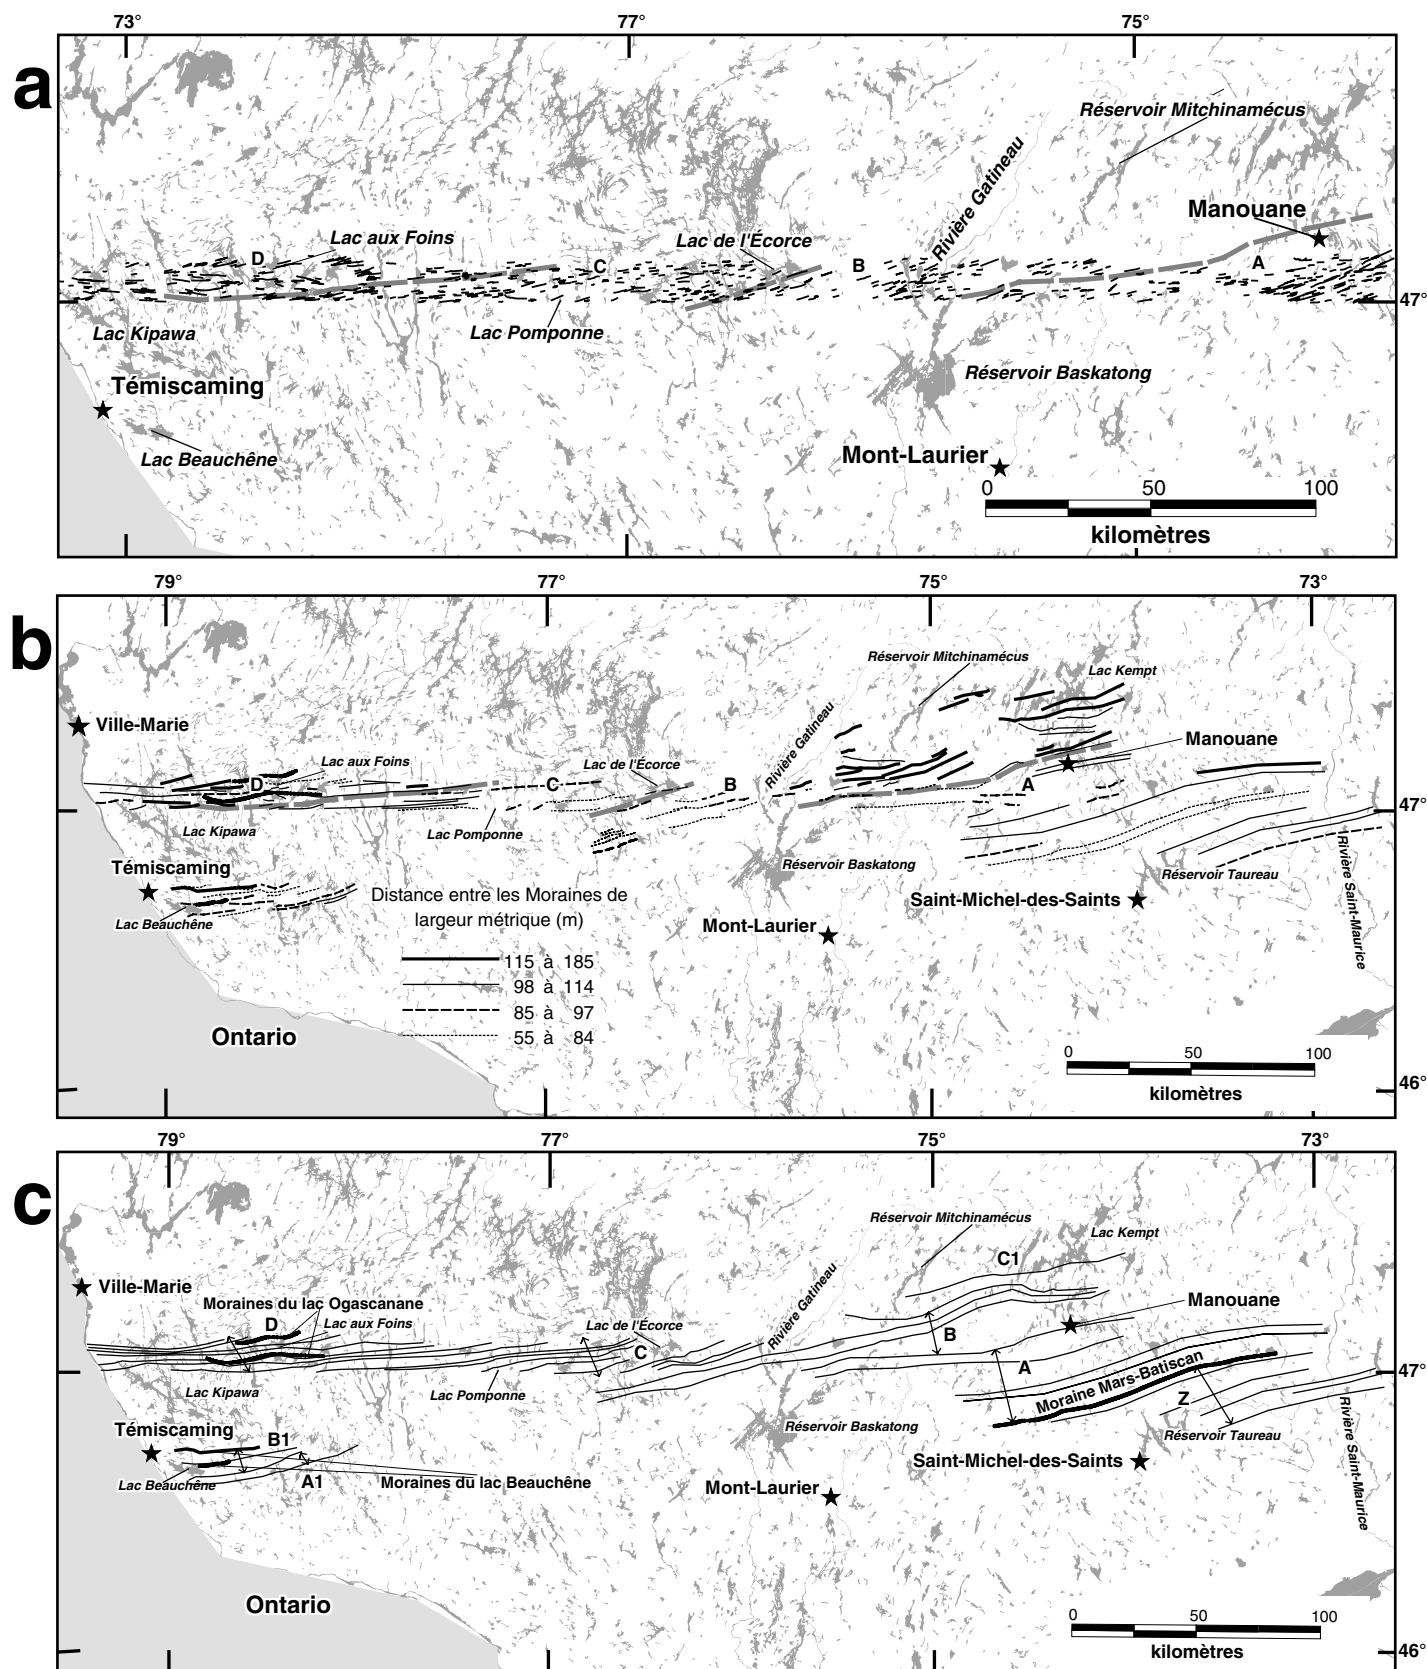 73° 77° 75°
a
Réservoir Mitchinamécus
Rivière Gatineau
Manouane
Lac aux Foins
Lac de l'Écorce
D
C
B
A
47°
Lac Kipawa
Lac Pomponne
Témiscaming
Réservoir Baskatong
Lac Beauchêne
Mont-Laurier
0 50 100
kilomètres
79° 77° 75° 73°
b
Réservoir Mitchinamécus
Lac Kempt
Ville-Marie
Rivière Gatineau
Manouane
Lac aux Foins
Lac de l'Écorce
D
C
B
A
47°
Lac Kipawa
Lac Pomponne
Témiscaming
Réservoir Baskatong
Réservoir Taureau
Rivière Saint-Maurice
Distance entre les Moraines de
largeur métrique (m)
Saint-Michel-des-Saints
Lac Beauchêne
Mont-Laurier
115 à 185
98 à 114
85 à 97
55 à 84
Ontario
0 50 100
kilomètres
46°
79° 77° 75° 73°
c
Réservoir Mitchinamécus
Lac Kempt
C1
Ville-Marie
Rivière Gatineau
Moraines du lac Ogascanane
Manouane
D
Lac aux Foins
Lac de l'Écorce
B
C
A
47°
Moraine Mars-Batiscan
Lac Kipawa
Lac Pomponne
Z
Témiscaming
Réservoir Baskatong
Réservoir Taureau
Rivière Saint-Maurice
B1
Saint-Michel-des-Saints
Lac Beauchêne
A1
Moraines du lac Beauchêne
Mont-Laurier
Ontario
0 50 100
kilomètres
46°